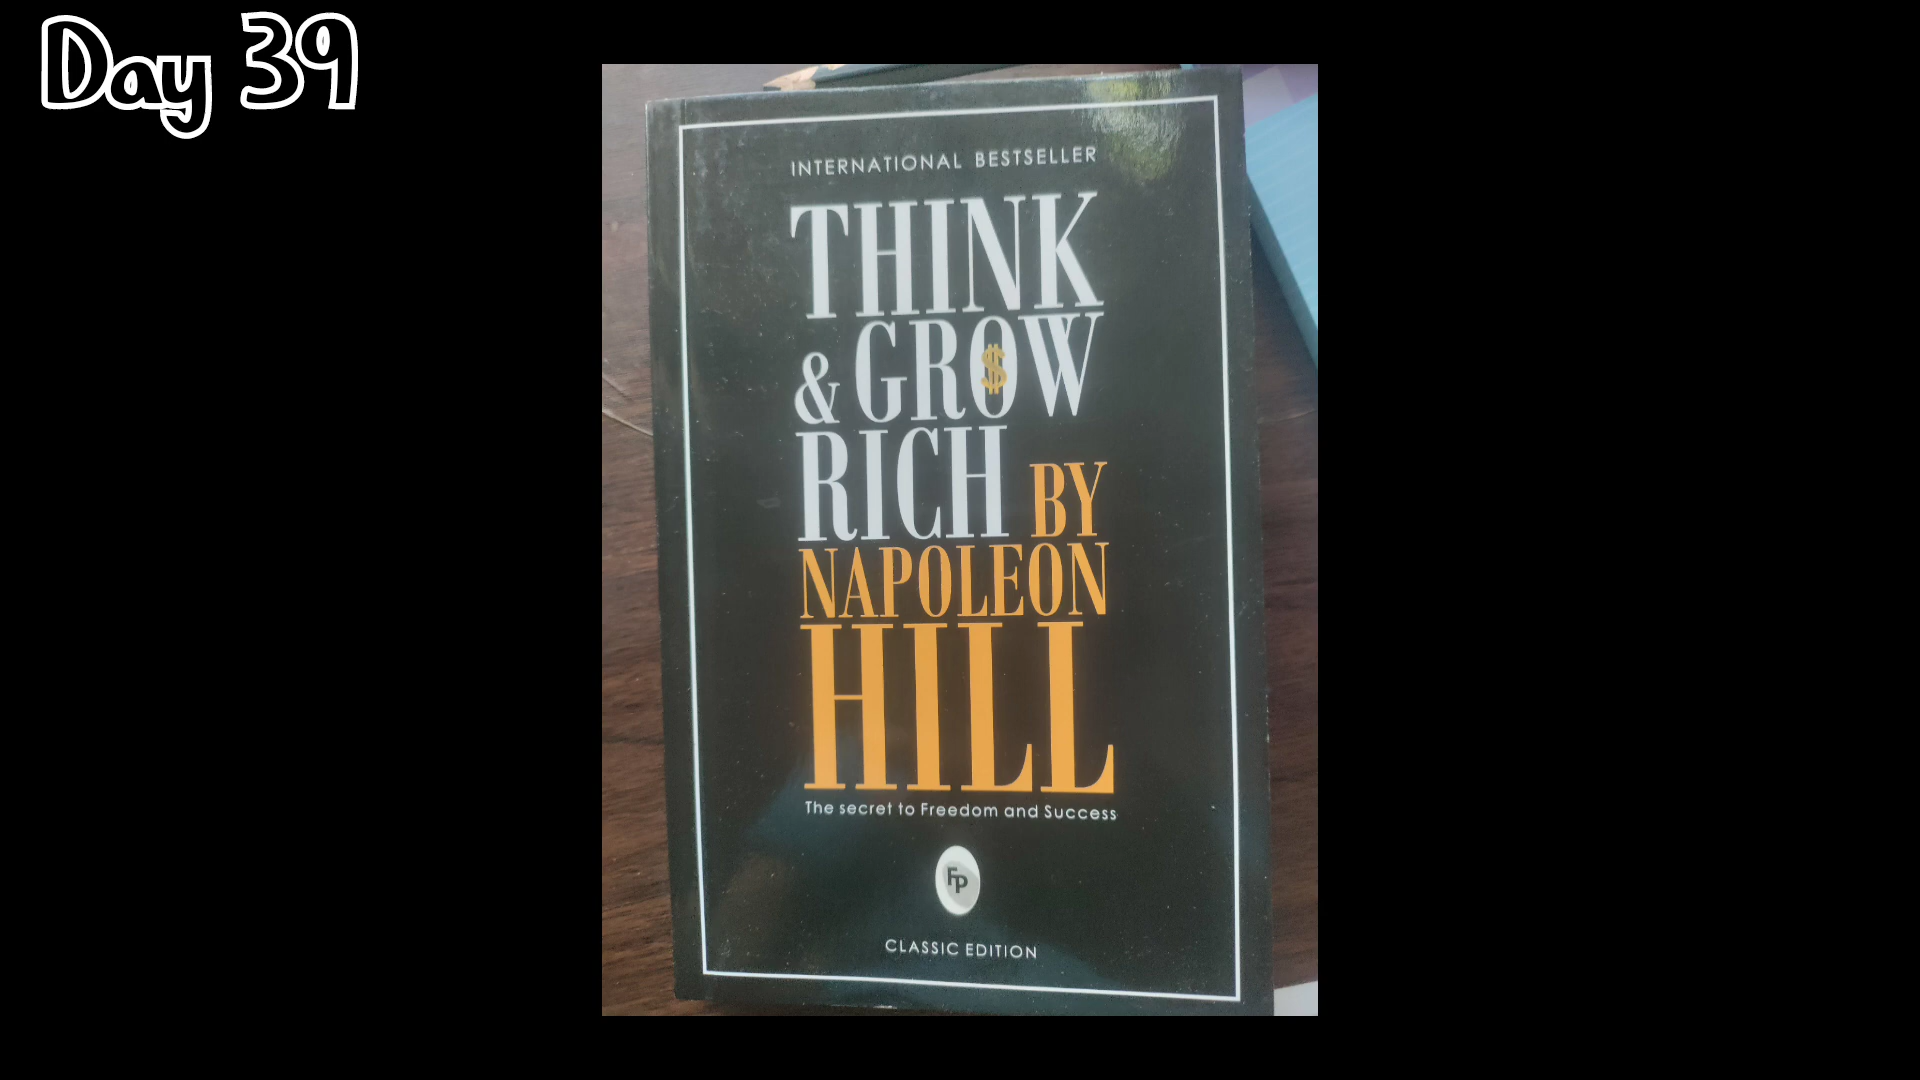 Day 39
INTERNATIONAL BESTSELLER
THINK
& GROW
RICH BY
NAPOLEON
HILL
The secret to Freedom and Success
FP
CLASSIC EDITION